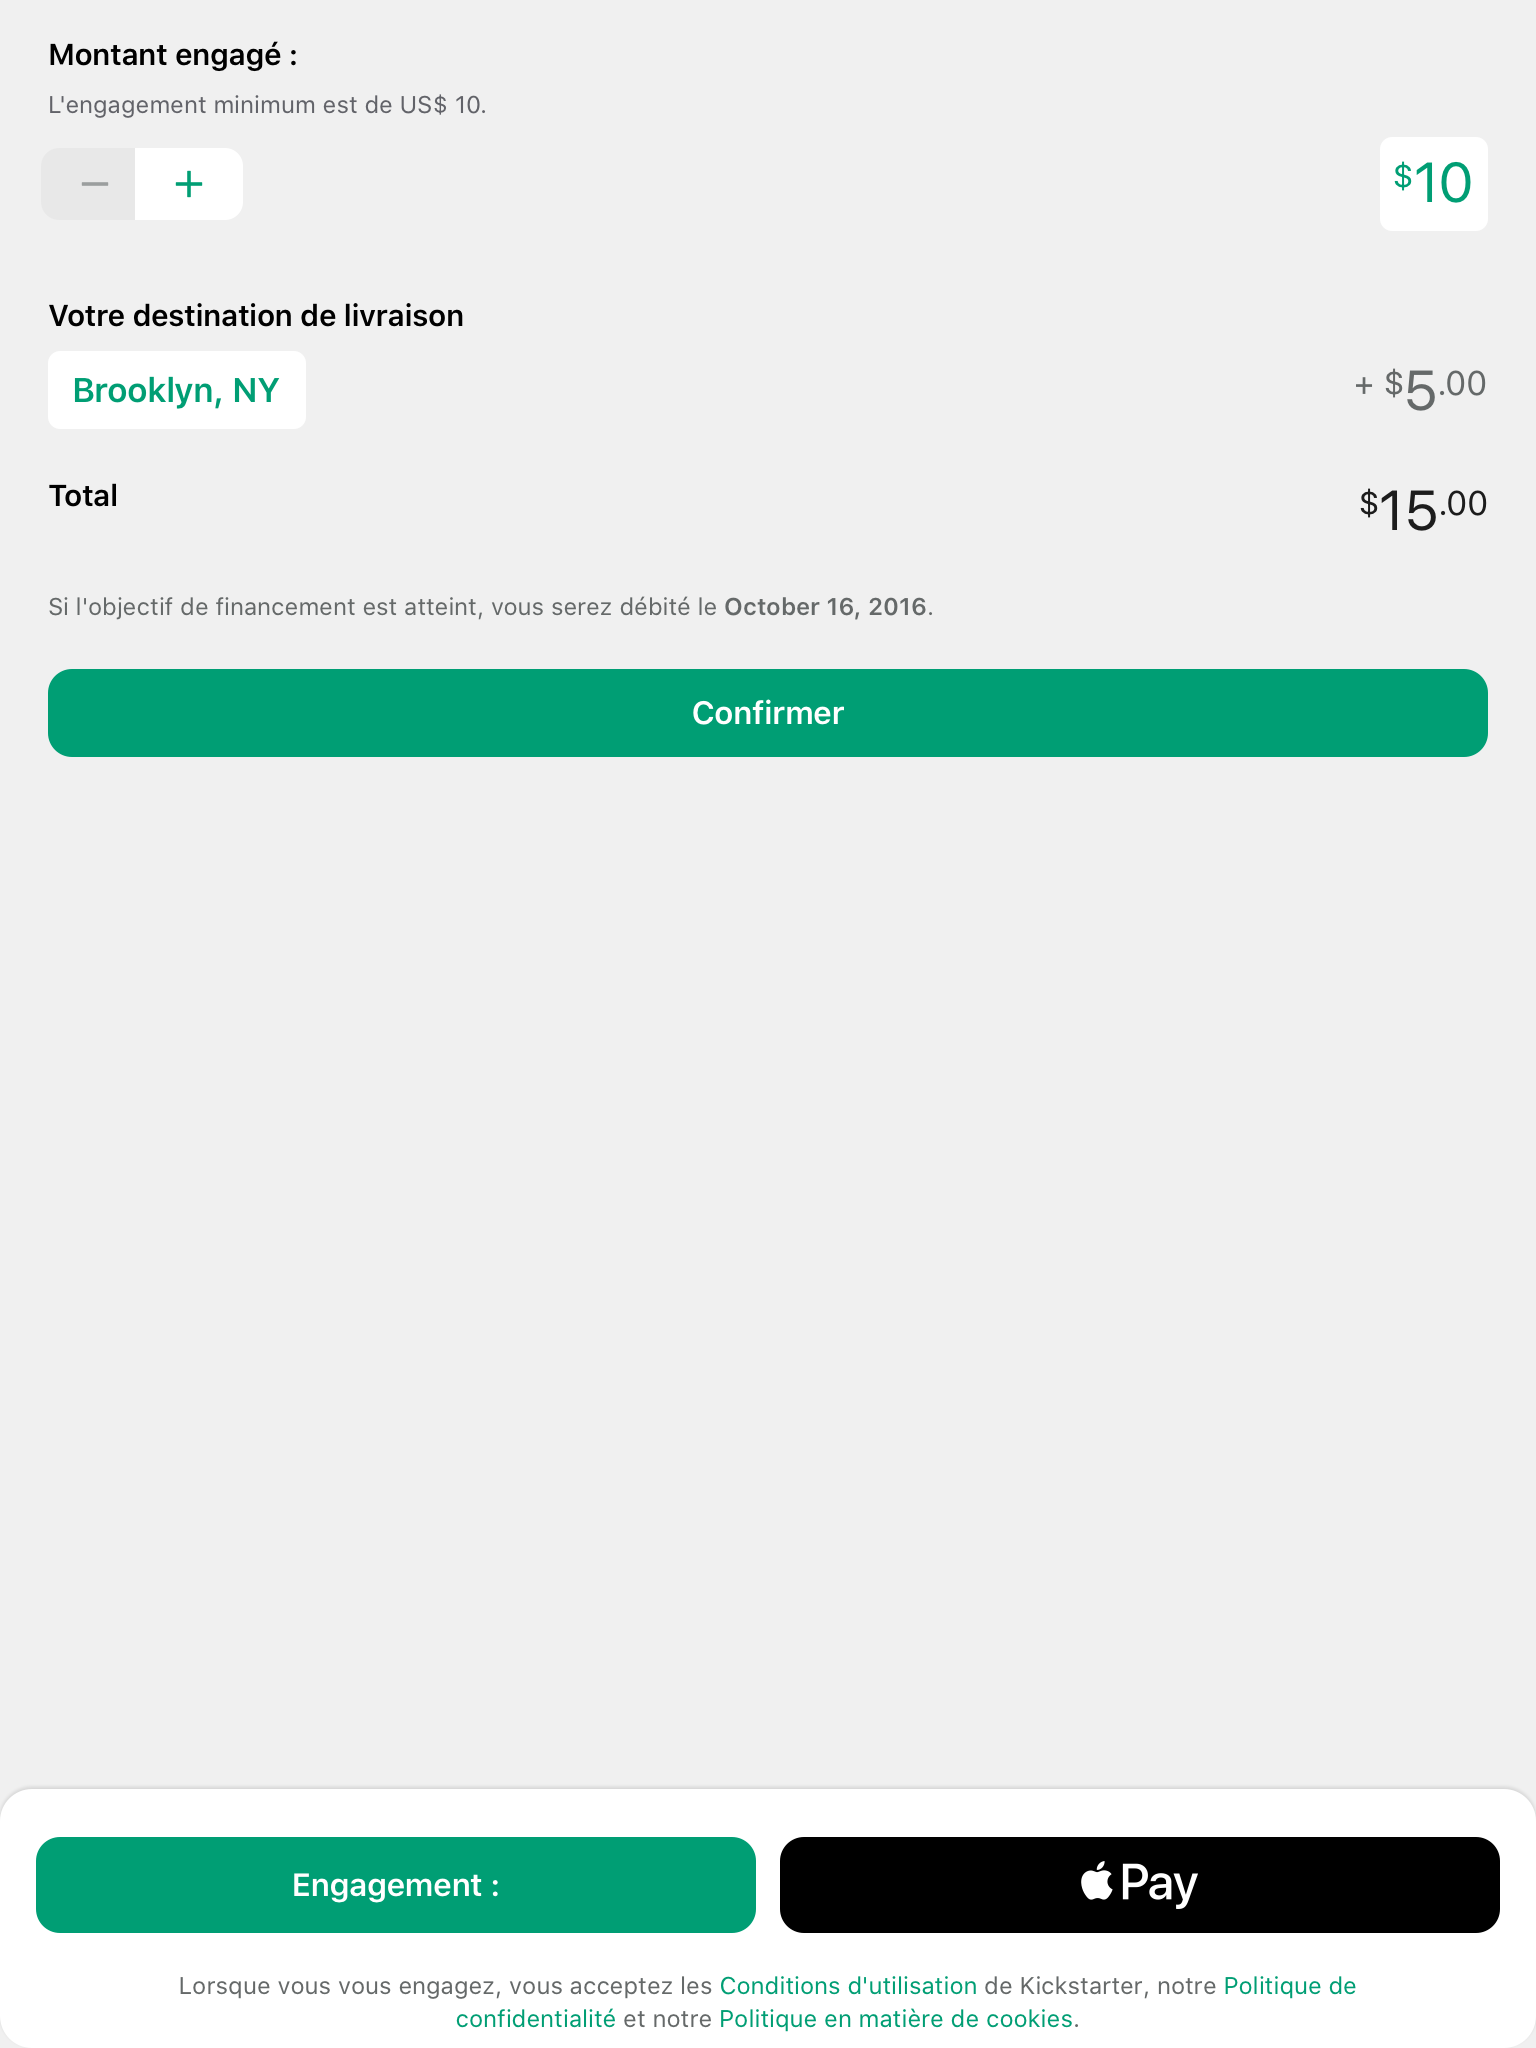 Montant engagé :
L'engagement minimum est de US$ 10.
− +
$10
Votre destination de livraison
Brooklyn, NY
+ $5.00
Total
$15.00
Si l'objectif de financement est atteint, vous serez débité le October 16, 2016.
Confirmer
Engagement :
Pay
Lorsque vous vous engagez, vous acceptez les Conditions d'utilisation de Kickstarter, notre Politique de
confidentialité et notre Politique en matière de cookies.